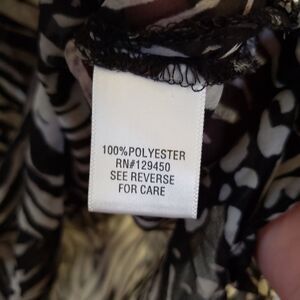 100%POLYESTER
RN#129450
SEE REVERSE
FOR CARE